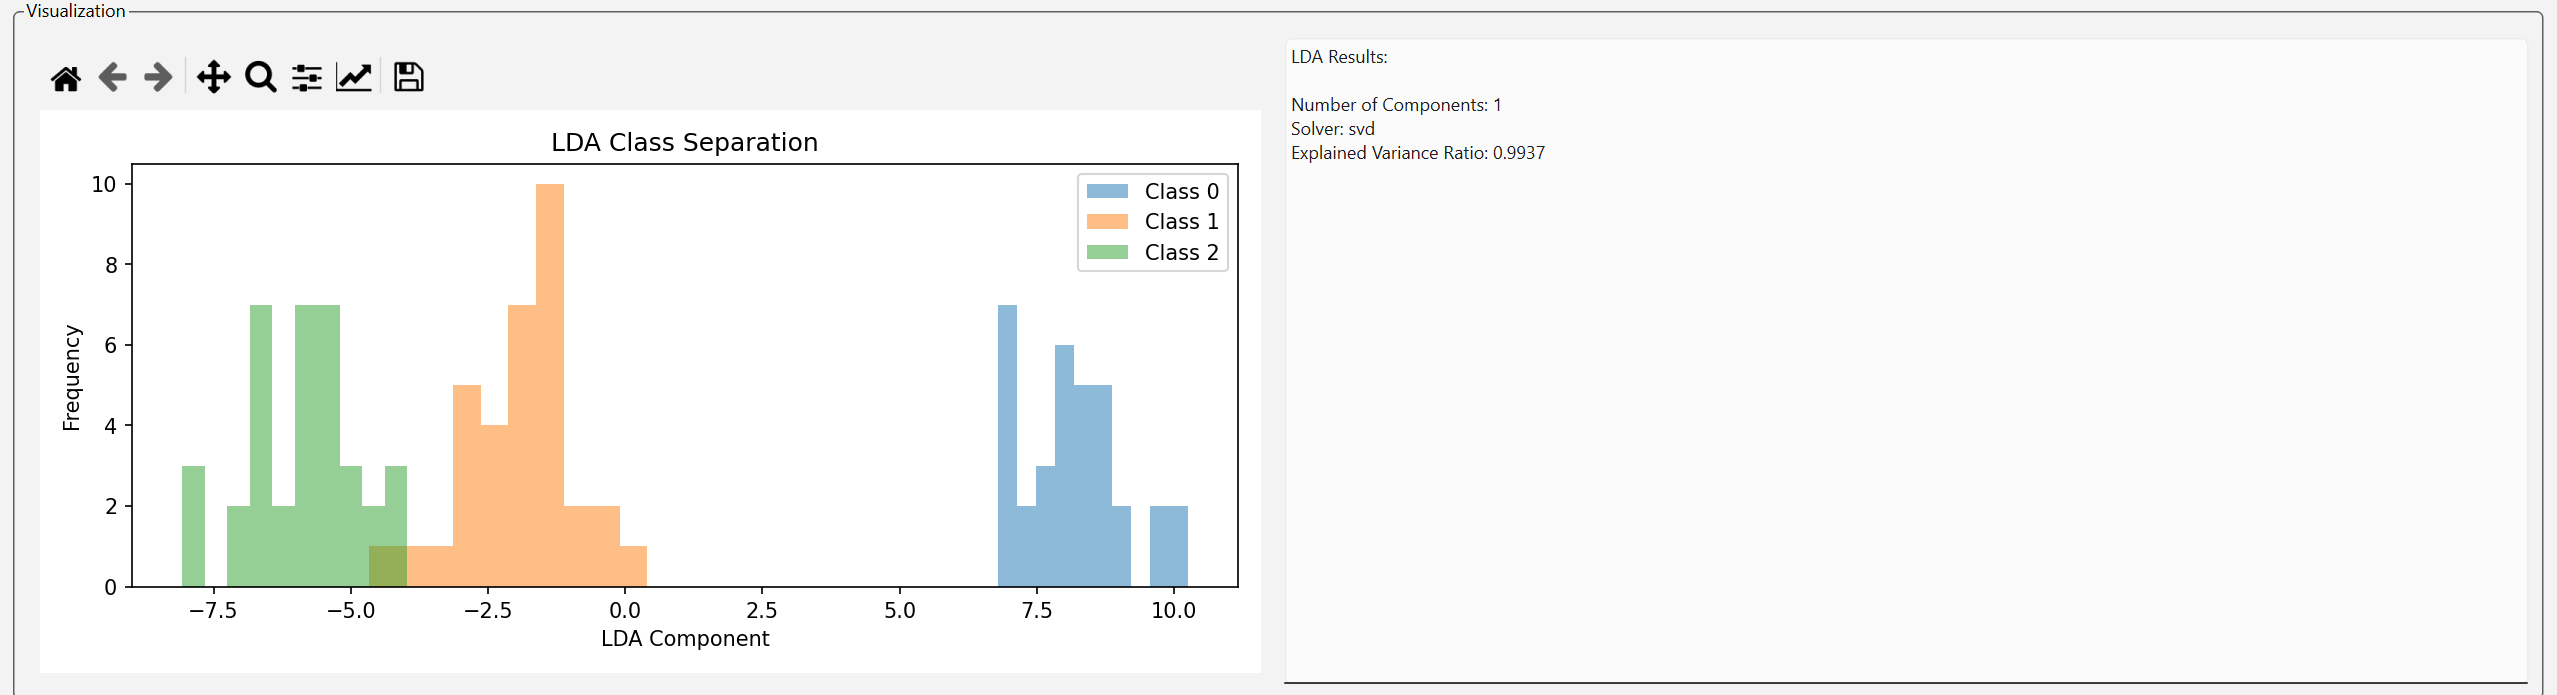 Visualization
LDA Class Separation
10
8
6
4
2
0
Frequency
Class 0
Class 1
Class 2
−7.5 −5.0 −2.5 0.0 2.5 5.0 7.5 10.0
LDA Component
LDA Results:
Number of Components: 1
Solver: svd
Explained Variance Ratio: 0.9937